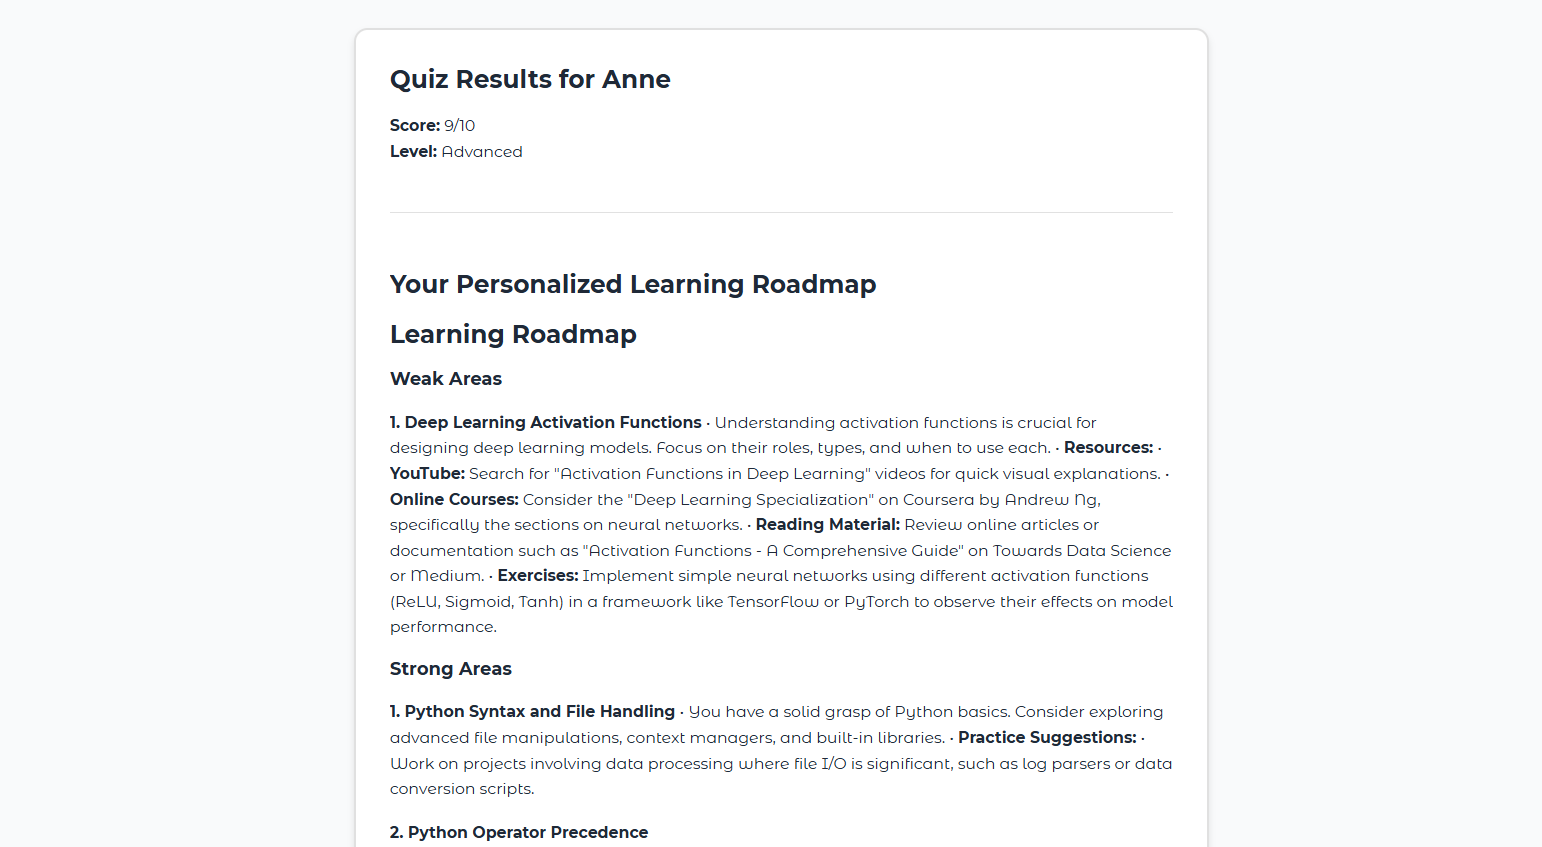 Quiz Results for Anne
Score: 9/10
Level: Advanced
Your Personalized Learning Roadmap
Learning Roadmap
Weak Areas
1. Deep Learning Activation Functions · Understanding activation functions is crucial for
designing deep learning models. Focus on their roles, types, and when to use each. · Resources: ·
YouTube: Search for "Activation Functions in Deep Learning" videos for quick visual explanations. ·
Online Courses: Consider the "Deep Learning Specialization" on Coursera by Andrew Ng,
specifically the sections on neural networks. · Reading Material: Review online articles or
documentation such as "Activation Functions - A Comprehensive Guide" on Towards Data Science
or Medium. · Exercises: Implement simple neural networks using different activation functions
(ReLU, Sigmoid, Tanh) in a framework like TensorFlow or PyTorch to observe their effects on model
performance.
Strong Areas
1. Python Syntax and File Handling · You have a solid grasp of Python basics. Consider exploring
advanced file manipulations, context managers, and built-in libraries. · Practice Suggestions: ·
Work on projects involving data processing where file I/O is significant, such as log parsers or data
conversion scripts.
2. Python Operator Precedence